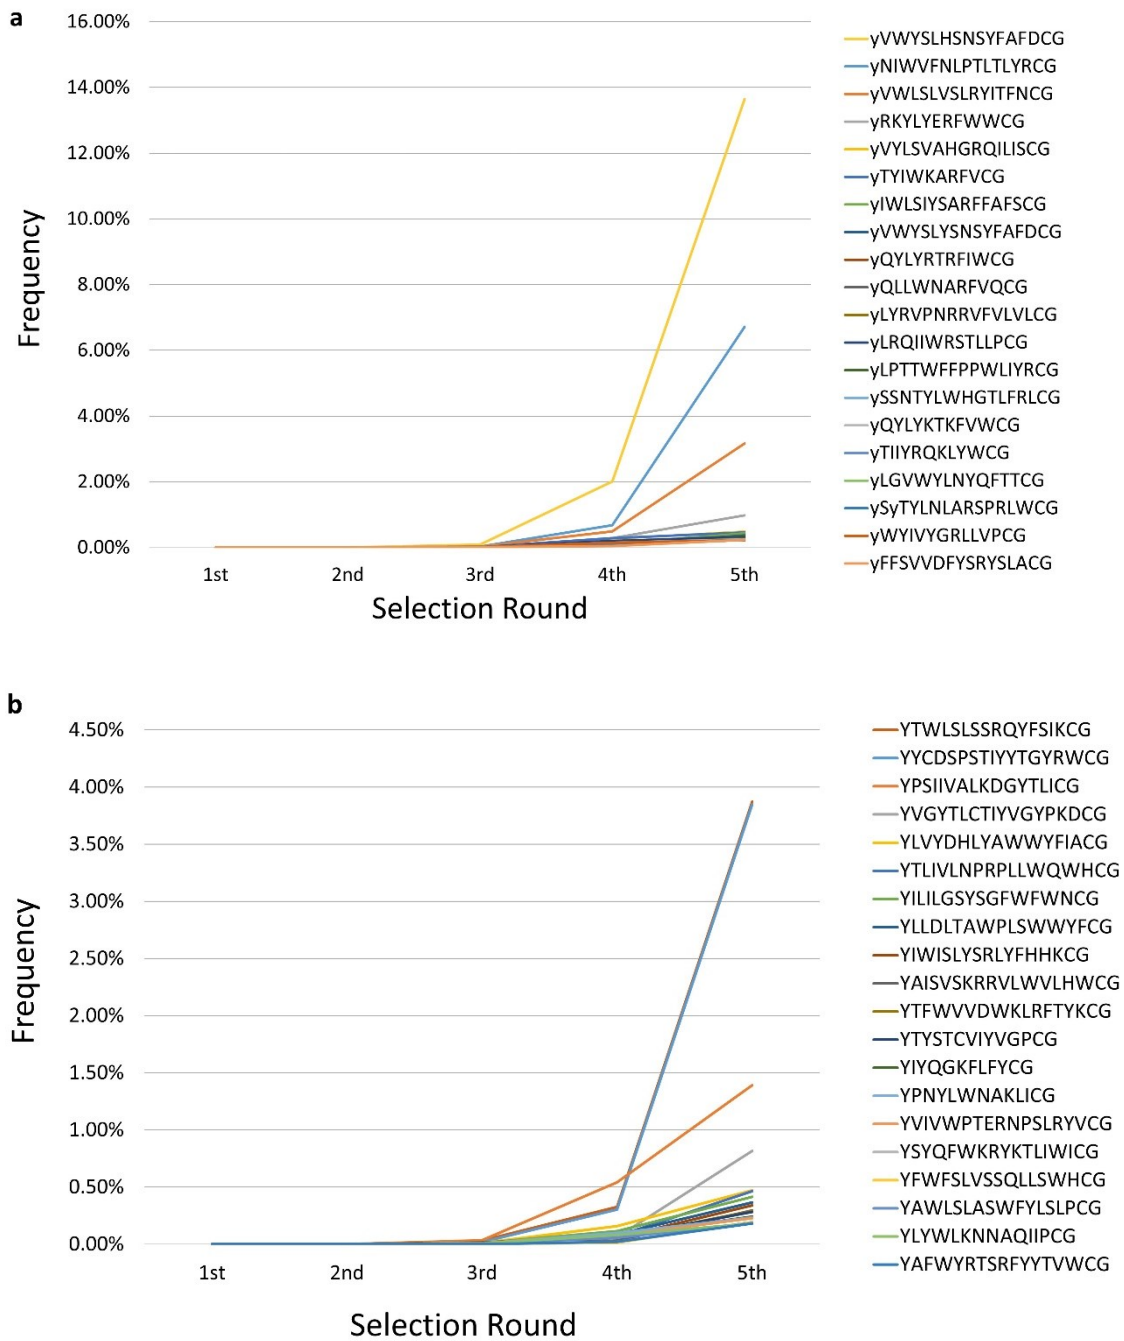 a
16.00%
14.00%
12.00%
10.00%
8.00%
6.00%
4.00%
2.00%
0.00%
Frequency
1st 2nd 3rd 4th 5th
Selection Round
yVWYSLHSNSYFAFDCG
yNIWVFNLPTLTLYRCG
yVWLSLVSLRYITFNCG
yRKYLYERFWWCG
yVYLSVAHGRQILISCG
yTYIWKARFVCG
yIWLSIYSARFFAFSCG
yVWYSLYSNSYFAFDCG
yQYLYRTRFIWCG
yQLLWNARFVQCG
yLYRVPNRRVFVLVLCG
yLRQIIWRSTLLPCG
yLPTTWFFPPWLIYRCG
ySSNTYLWHGTLFRLCG
yQYLYKTKFVWCG
yTIIYRQKLYWCG
yLGVWYLNYQFTTCG
ySyTYLNLARSPRLWCG
yWYIVYGRLLVPCG
yFFSVVDFYSRYSLACG
b
4.50%
4.00%
3.50%
3.00%
2.50%
2.00%
1.50%
1.00%
0.50%
0.00%
Frequency
1st 2nd 3rd 4th 5th
Selection Round
YTWLSLSSRQYFSIKCG
YYCDSPSTIYYTGYRWCG
YPSIIVALKDGYTLICG
YVGYTLCTIYVGYPKDCG
YLVYDHLYAWWYFIACG
YTLIVLNPRPLLWQWHCG
YILILGSYSGFWFWNCG
YLLDLTAWPLSWWYFCG
YIWISLYSRLYFHHKCG
YAISVSKRRVLWVLHWCG
YTFWVVDWKLRFTYKCG
YTYSTCVIYVGPCG
YIYQGKFLFYCG
YPNYLWNAKLICG
YVIVWPTERNPSLRYVCG
YSYQFWKRYKTLIWICG
YFWFSLVSSQLLSWHCG
YAWLSLASWFYLSLPCG
YLYWLKNNAQIIPCG
YAFWYRTSRFYYTVWCG